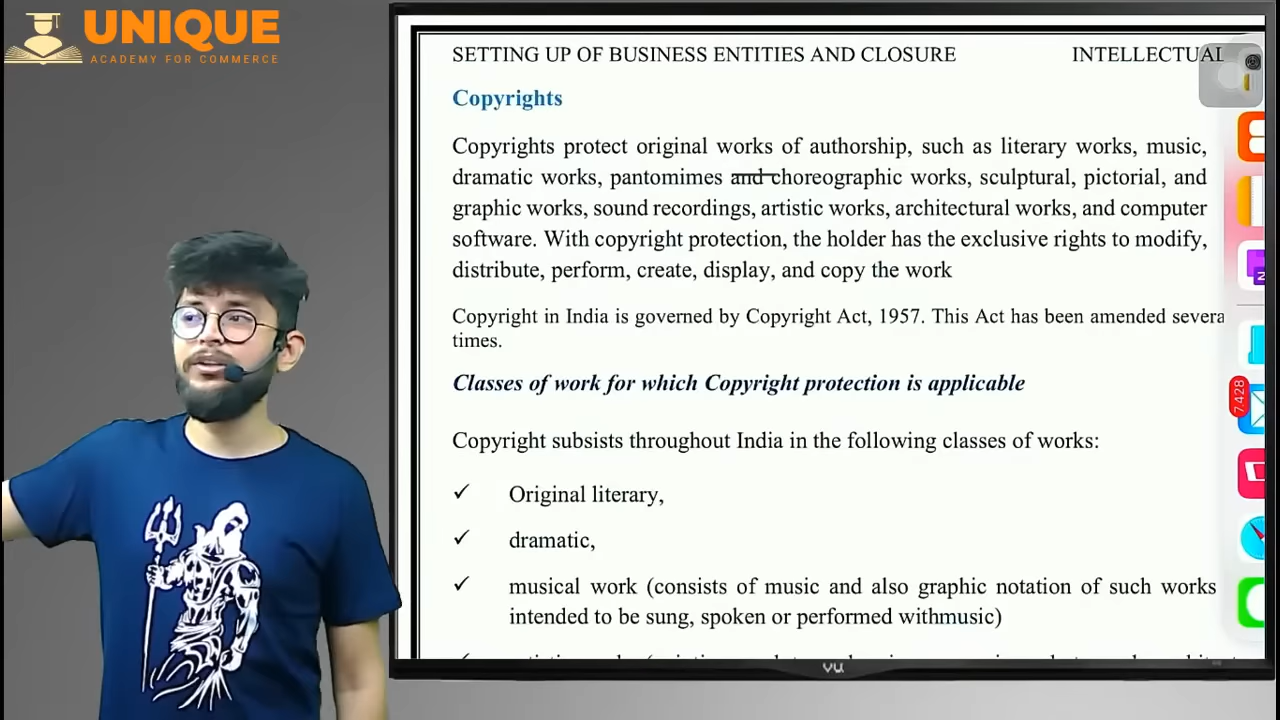 UNIQUE
ACADEMY FOR COMMERCE
SETTING UP OF BUSINESS ENTITIES AND CLOSURE INTELLECTUAL
Copyrights
Copyrights protect original works of authorship, such as literary works, music,
dramatic works, pantomimes and choreographic works, sculptural, pictorial, and
graphic works, sound recordings, artistic works, architectural works, and computer
software. With copyright protection, the holder has the exclusive rights to modify,
distribute, perform, create, display, and copy the work
Copyright in India is governed by Copyright Act, 1957. This Act has been amended severa
times.
Classes of work for which Copyright protection is applicable
Copyright subsists throughout India in the following classes of works:
✓ Original literary,
✓ dramatic,
✓ musical work (consists of music and also graphic notation of such works
intended to be sung, spoken or performed withmusic)
7.428
N
vu